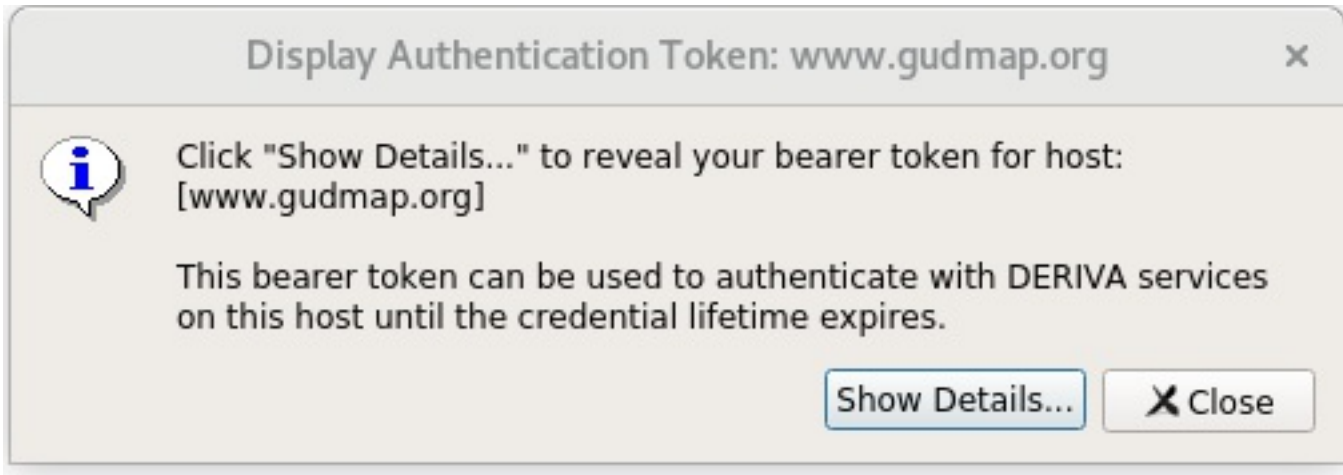 Display Authentication Token: www.gudmap.org
Click "Show Details..." to reveal your bearer token for host:
[www.gudmap.org]
This bearer token can be used to authenticate with DERIVA services
on this host until the credential lifetime expires.
Show Details...
Close